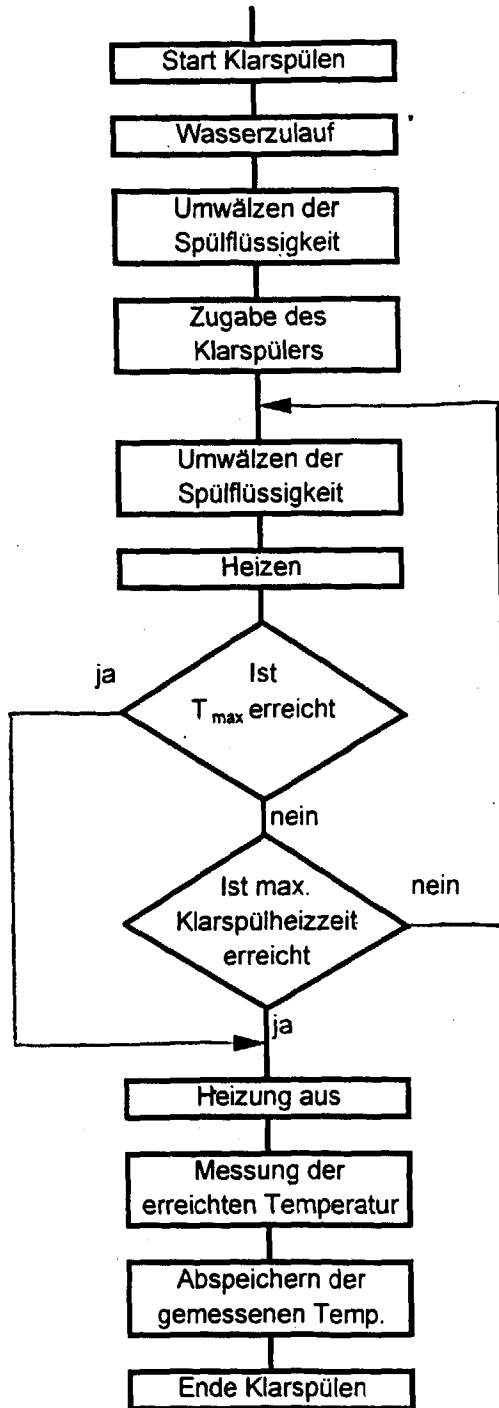 Start Klarspülen
Wasserzulauf
Umwälzen der
Spülflüssigkeit
Zugabe des
Klarspülers
Umwälzen der
Spülflüssigkeit
Heizen
ja
Ist
T max erreicht
nein
Ist max.
nein
Klarspülheizzeit
erreicht
ja
Heizung aus
Messung der
erreichten Temperatur
Abspeichern der
gemessenen Temp.
Ende Klarspülen